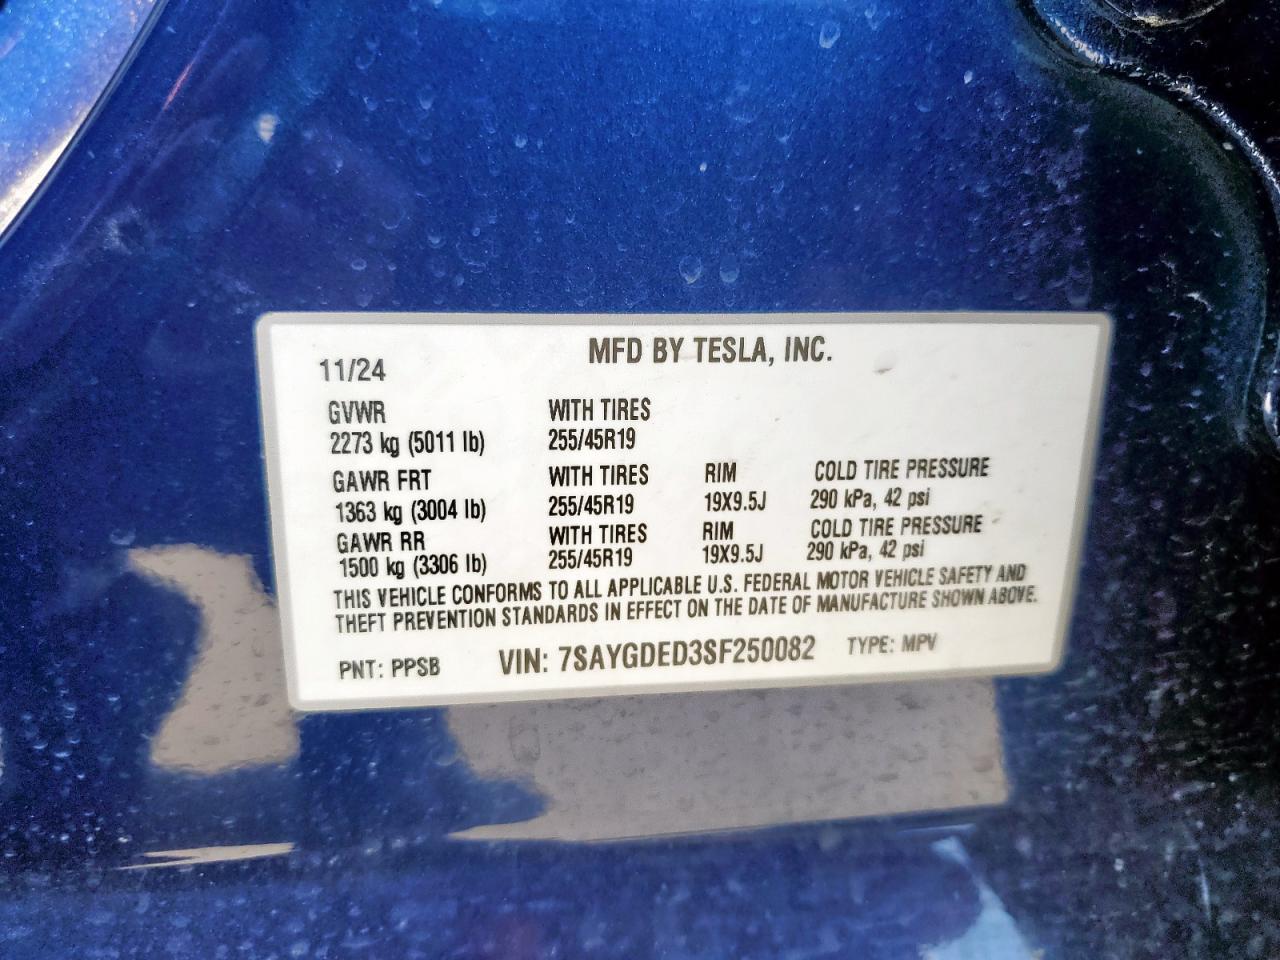 MFD BY TESLA, INC.
11/24
GVWR WITH TIRES
2273 kg (5011 lb) 255/45R19
GAWR FRT WITH TIRES RIM COLD TIRE PRESSURE
1363 kg (3004 lb) 255/45R19 19X9.5J 290 kPa, 42 psi
GAWR RR WITH TIRES RIM COLD TIRE PRESSURE
1500 kg (3306 lb) 255/45R19 19X9.5J 290 kPa, 42 psi
THIS VEHICLE CONFORMS TO ALL APPLICABLE U.S. FEDERAL MOTOR VEHICLE SAFETY AND
THEFT PREVENTION STANDARDS IN EFFECT ON THE DATE OF MANUFACTURE SHOWN ABOVE.
PNT: PPSB VIN: 7SAYGDED3SF250082 TYPE: MPV